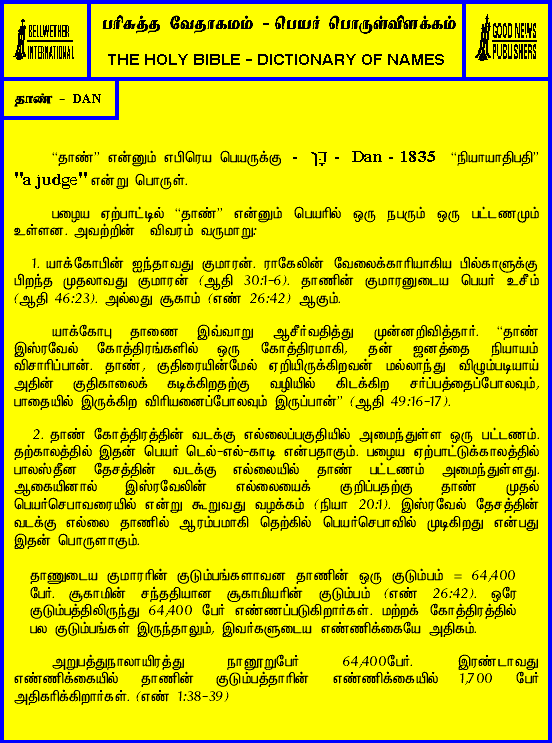 BELLWETHER
INTERNATIONAL
பரிசுத்த வேதாகமம் - பெயர் பொருள்விளக்கம்
THE HOLY BIBLE - DICTIONARY OF NAMES
GOOD NEWS
PUBLISHERS
தாண் - DAN
“தாண்” என்னும் எபிரெய பெயருக்கு - דָּן - Dan - 1835 “நியாயாதிபதி”
"a judge" என்று பொருள்.
பழைய ஏற்பாட்டில் “தாண்” என்னும் பெயரில் ஒரு நபரும் ஒரு பட்டணமும்
உள்ளன. அவற்றின் விவரம் வருமாறு:
1. யாக்கோபின் ஐந்தாவது குமாரன். ராகேலின் வேலைக்காரியாகிய பில்காளுக்கு
பிறந்த முதலாவது குமாரன் (ஆதி 30:1-6). தாணின் குமாரனுடைய பெயர் உசீம்
(ஆதி 46:23). அல்லது சூகாம் (எண் 26:42) ஆகும்.
யாக்கோபு தாணை இவ்வாறு ஆசீர்வதித்து முன்னறிவித்தார். “தாண்
இஸ்ரவேல் கோத்திரங்களில் ஒரு கோத்திரமாகி, தன் ஜனத்தை நியாயம்
விசாரிப்பான். தாண், குதிரையின்மேல் ஏறியிருக்கிறவன் மல்லாந்து விழும்படியாய்
அதின் குதிகாலைக் கடிக்கிறதற்கு வழியில் கிடக்கிற சர்ப்பத்தைப்போலவும்,
பாதையில் இருக்கிற விரியனைப்போலவும் இருப்பான்” (ஆதி 49:16-17).
2. தாண் கோத்திரத்தின் வடக்கு எல்லைப்பகுதியில் அமைந்துள்ள ஒரு பட்டணம்.
தற்காலத்தில் இதன் பெயர் டெல்-எல்-காடி என்பதாகும். பழைய ஏற்பாட்டுக்காலத்தில்
பாலஸ்தீன தேசத்தின் வடக்கு எல்லையில் தாண் பட்டணம் அமைந்துள்ளது.
ஆகையினால் இஸ்ரவேலின் எல்லையைக் குறிப்பதற்கு தாண் முதல்
பெயர்செபாவரையில் என்று கூறுவது வழக்கம் (நியா 20:1). இஸ்ரவேல் தேசத்தின்
வடக்கு எல்லை தாணில் ஆரம்பமாகி தெற்கில் பெயர்செபாவில் முடிகிறது என்பது
இதன் பொருளாகும்.
தாணுடைய குமாரரின் குடும்பங்களாவன தாணின் ஒரு குடும்பம் = 64,400
பேர். சூகாமின் சந்ததியான சூகாமியரின் குடும்பம் (எண் 26:42). ஒரே
குடும்பத்திலிருந்து 64,400 பேர் எண்ணப்படுகிறார்கள். மற்றக் கோத்திரத்தில்
பல குடும்பங்கள் இருந்தாலும், இவர்களுடைய எண்ணிக்கையே அதிகம்.
அறுபத்துநாலாயிரத்து நானூறுபேர் 64,400பேர். இரண்டாவது
எண்ணிக்கையில் தாணின் குடும்பத்தாரின் எண்ணிக்கையில் 1,700 பேர்
அதிகரிக்கிறார்கள். (எண் 1:38-39)